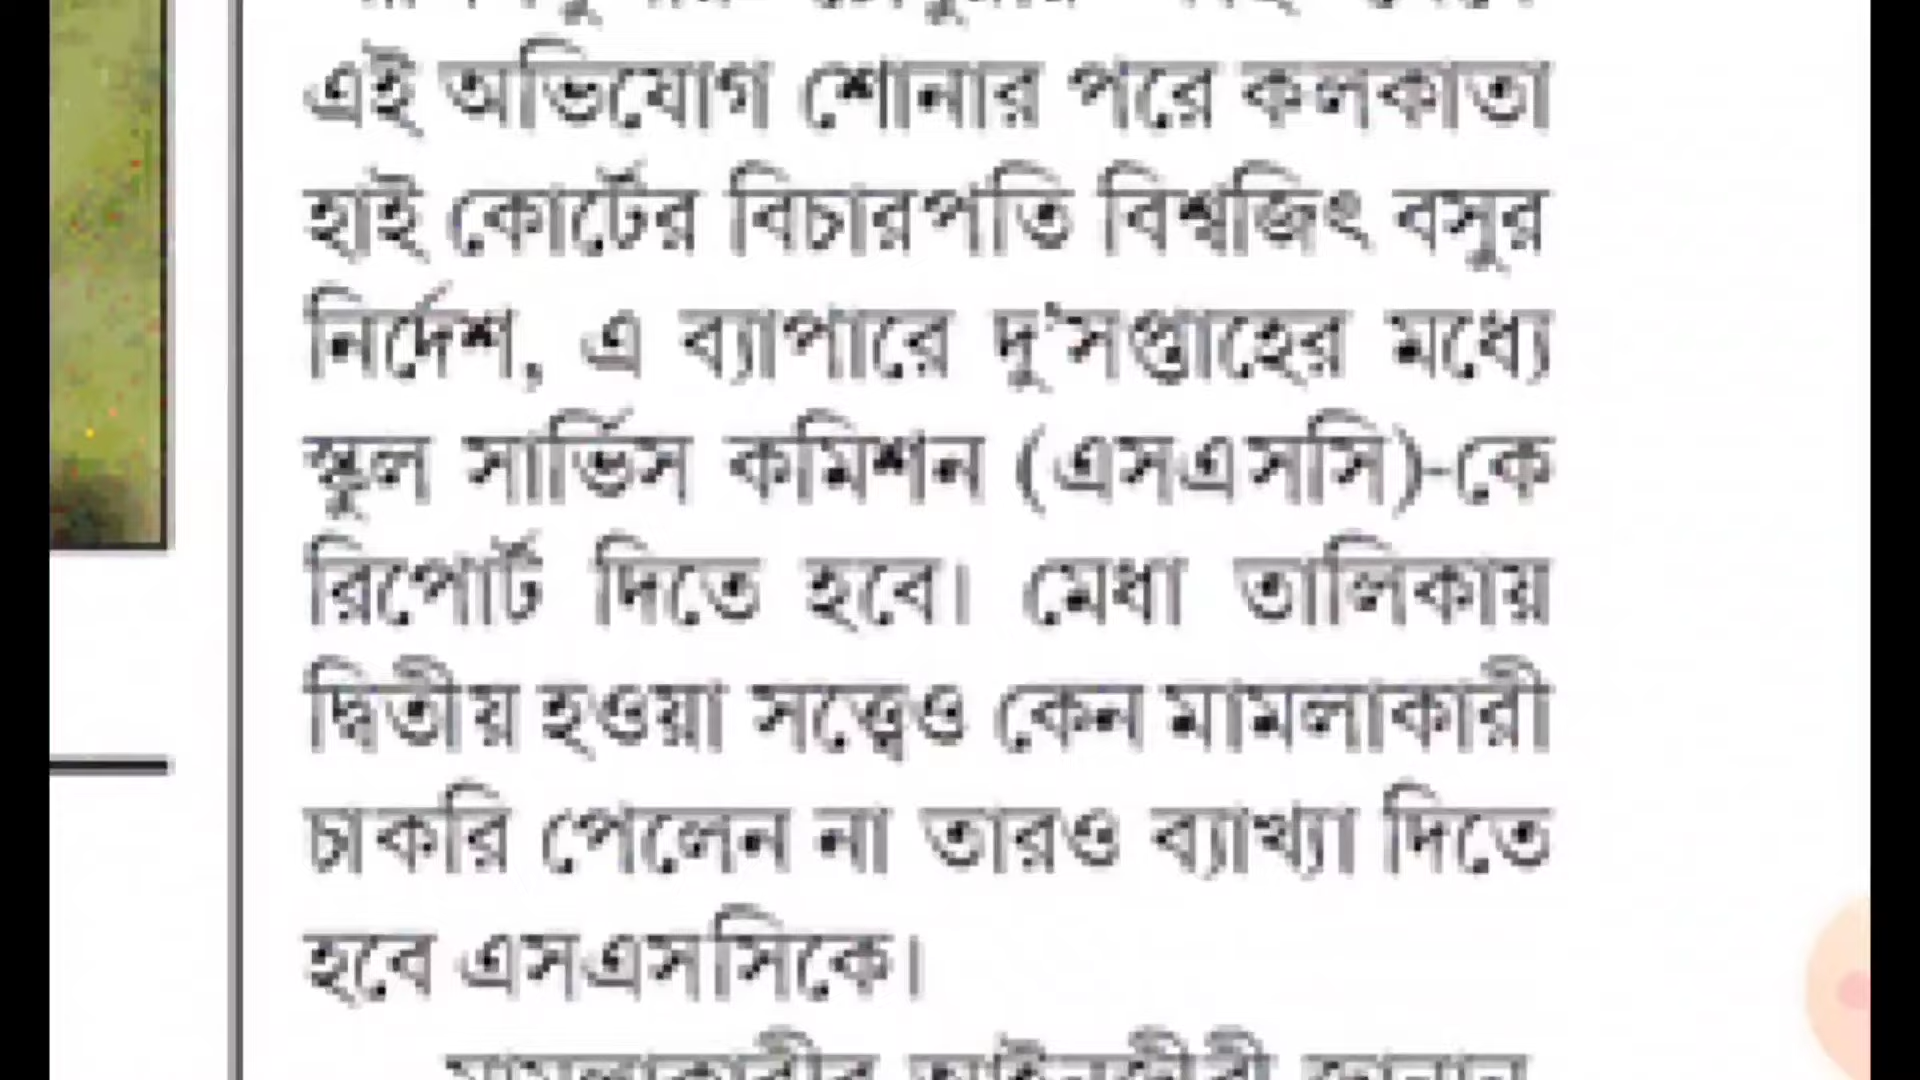 এই অভিযোগ শোনার পরে কলকাতা
হাই কোর্টের বিচারপতি বিশ্বজিৎ বসুর
নির্দেশ, এ ব্যাপারে দু'সপ্তাহের মধ্যে
স্কুল সার্ভিস কমিশন (এসএসসি)-কে
রিপোর্ট দিতে হবে। মেধা তালিকায়
দ্বিতীয় হওয়া সত্ত্বেও কেন মামলাকারী
চাকরি পেলেন না তারও ব্যাখ্যা দিতে
হবে এসএসসিকে।